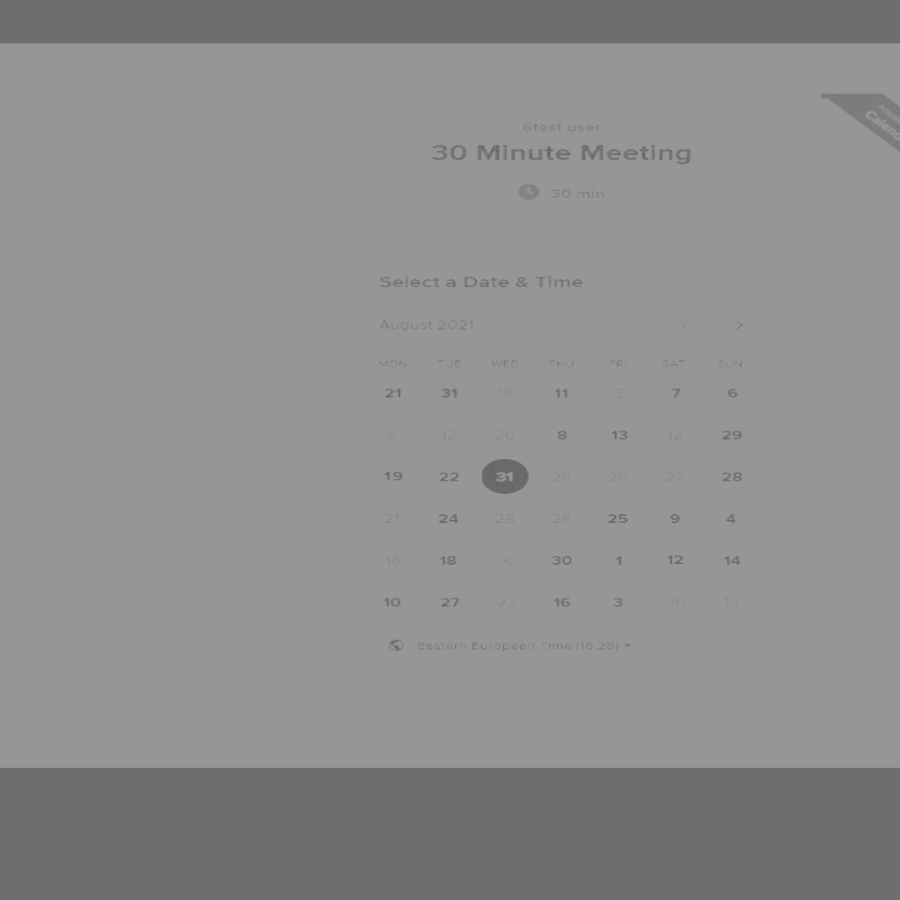 6test user
30 Minute Meeting
30 min
Select a Date & Time
August 2021
MON TUE WED THU FRI SAT SUN
21 31 18 11 3 7 6
6 12 20 8 13 12 29
19 22 31 28 20 27 28
21 24 28 28 25 9 4
15 18 10 30 1 12 14
10 27 23 16 3 30 13
Eastern European Time (16:28)